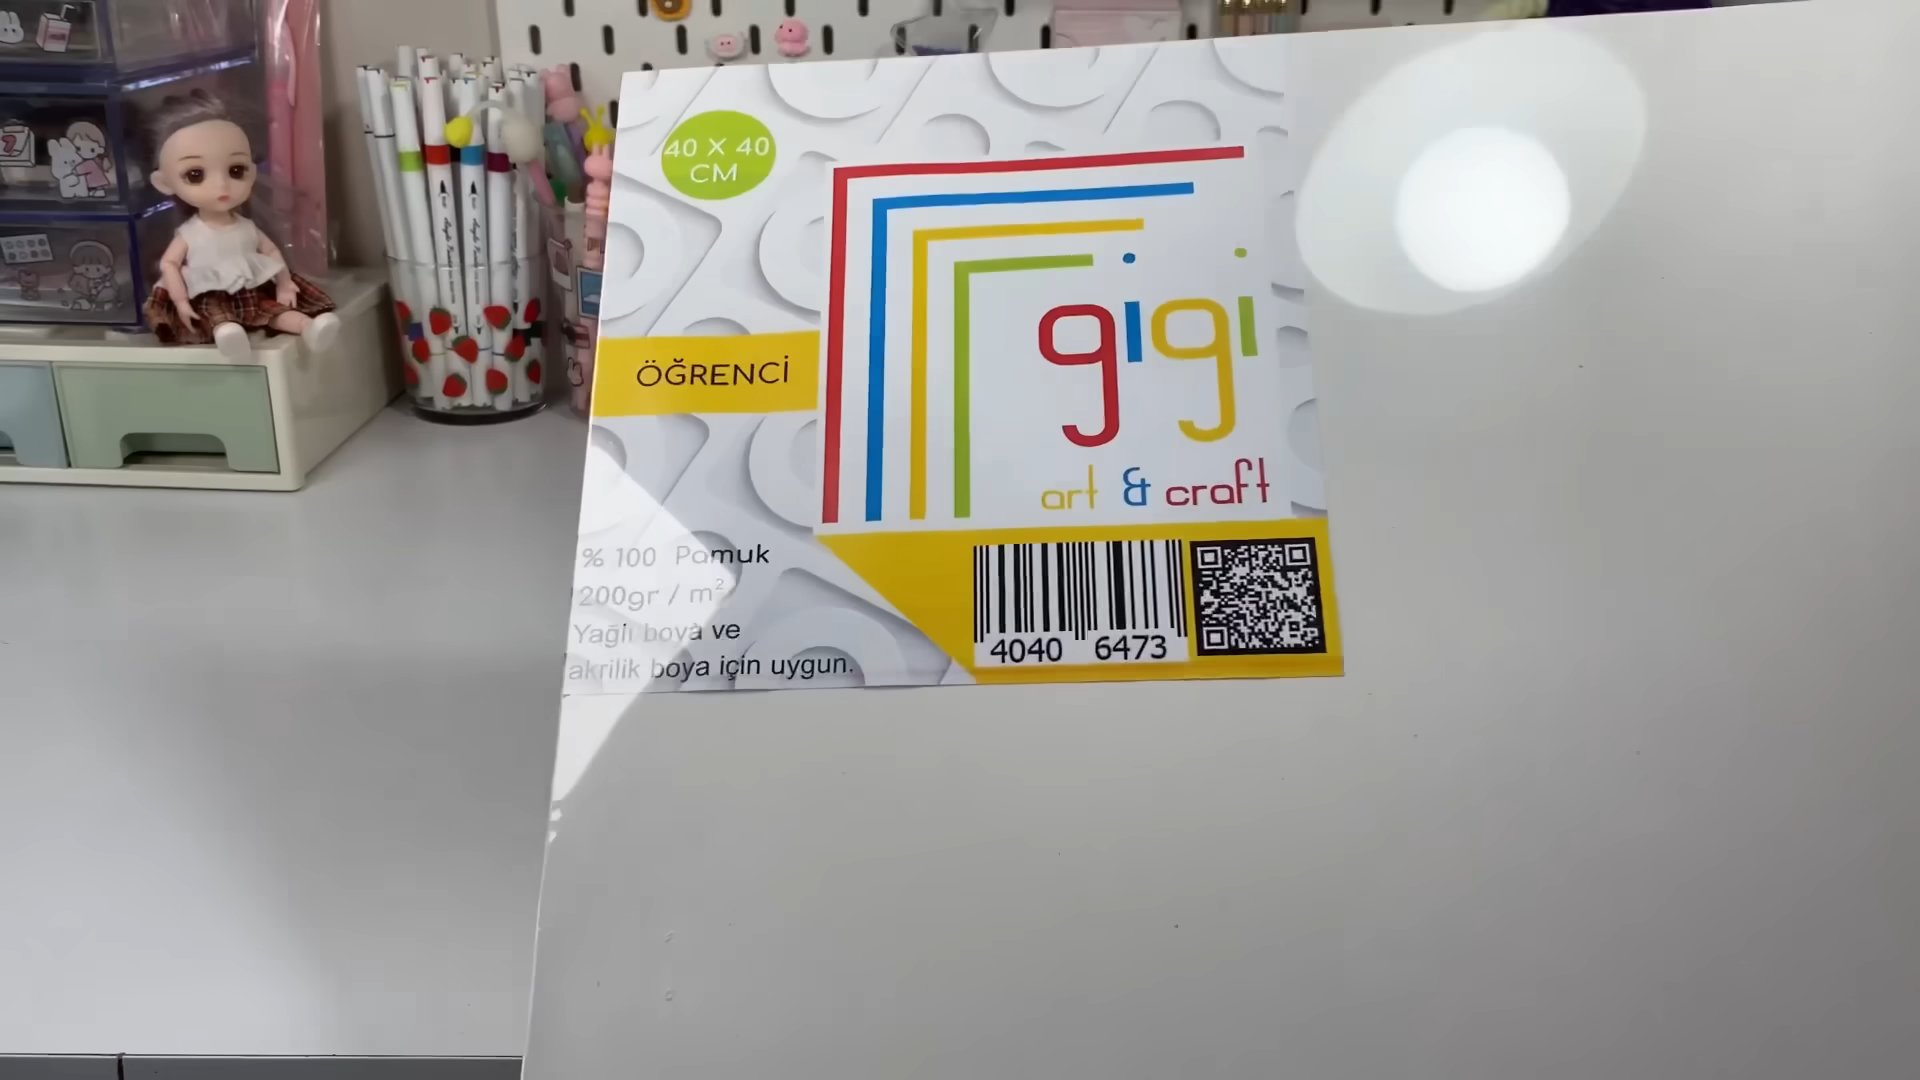 40 X 40
CM
gigi
ÖĞRENCİ
art & craft
% 100 Pamuk
200gr / m²
Yağlı boya ve
akrilik boya için uygun.
4040 6473